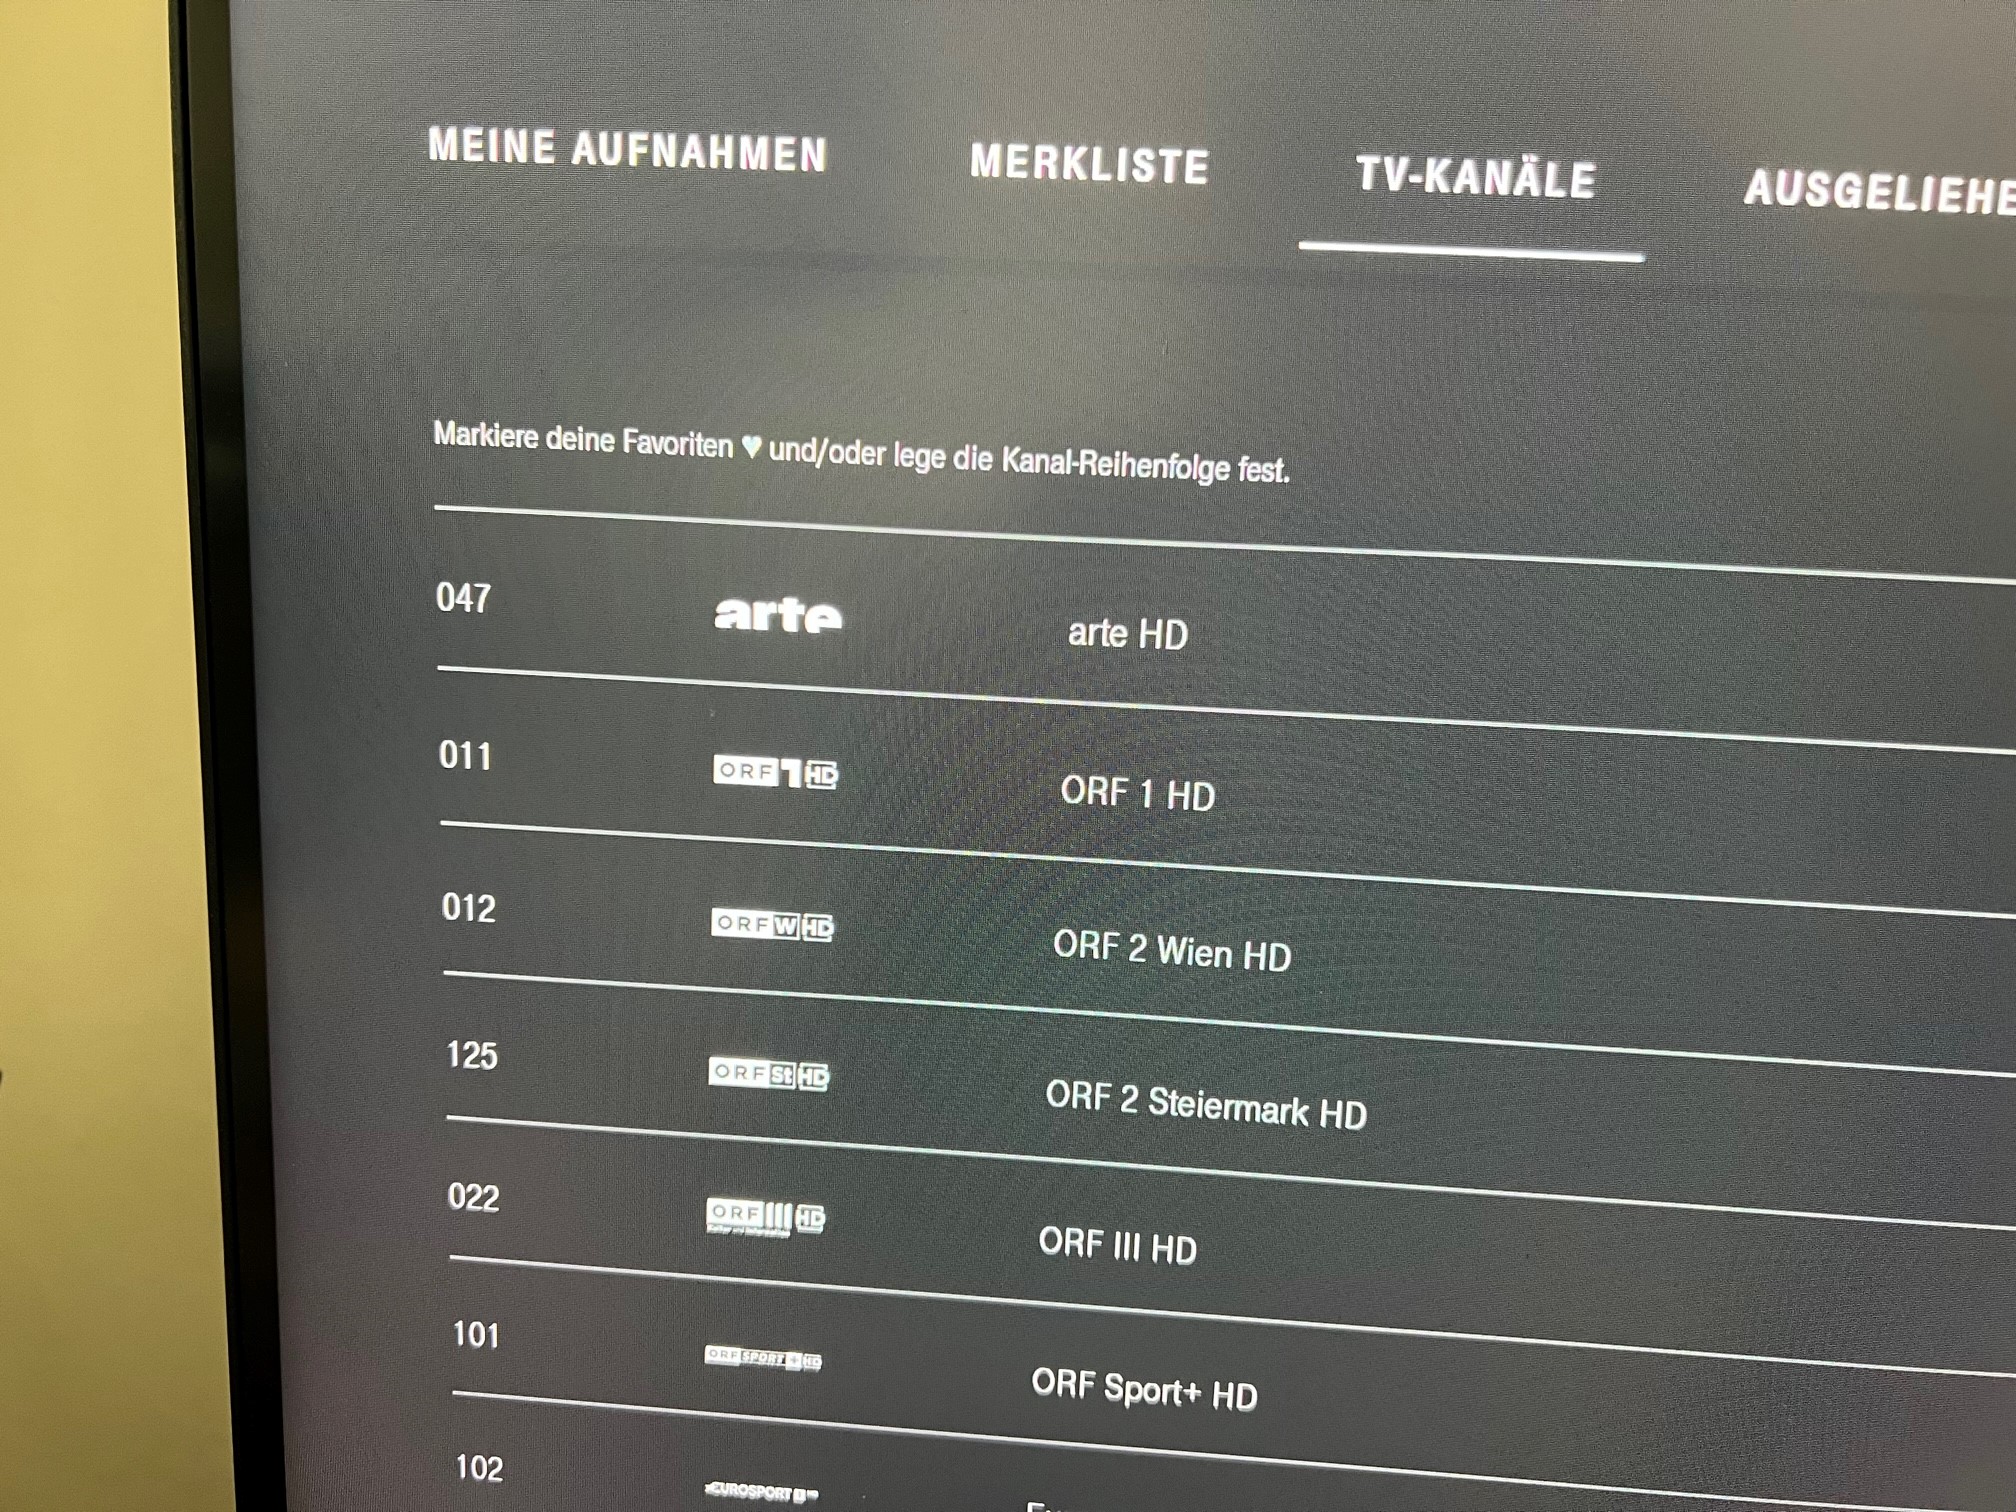 MEINE AUFNAHMEN MERKLISTE TV-KANÄLE AUSGELIEHE
Markiere deine Favoriten ♥ und/oder lege die Kanal-Reihenfolge fest.
047 arte arte HD
011 ORF 1 HD ORF 1 HD
012 ORF W HD ORF 2 Wien HD
125 ORF St HD ORF 2 Steiermark HD
022 ORF III HD ORF III HD
101 ORF SPORT + HD ORF Sport+ HD
102 EUROSPORT 1